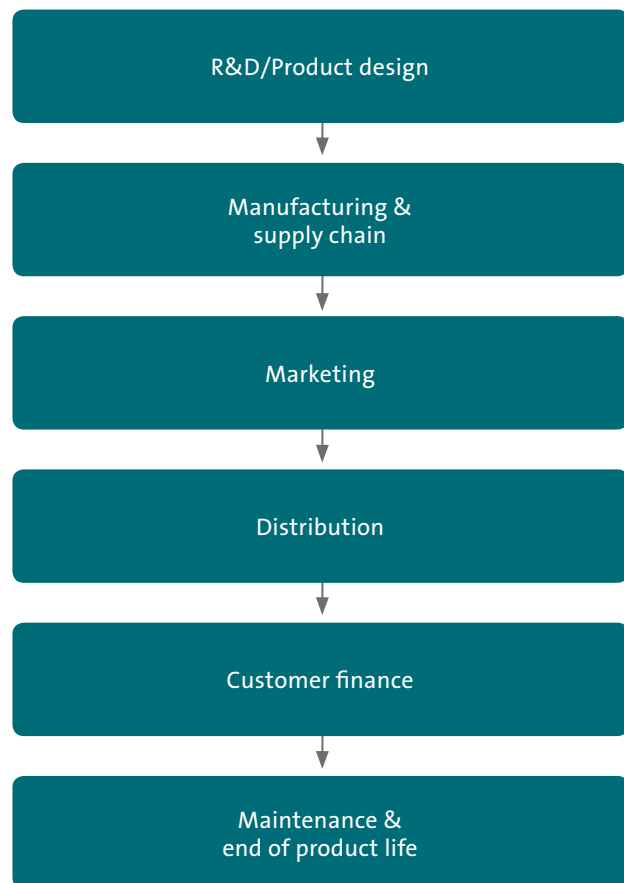 R&D/Product design
Manufacturing &
supply chain
Marketing
Distribution
Customer finance
Maintenance &
end of product life